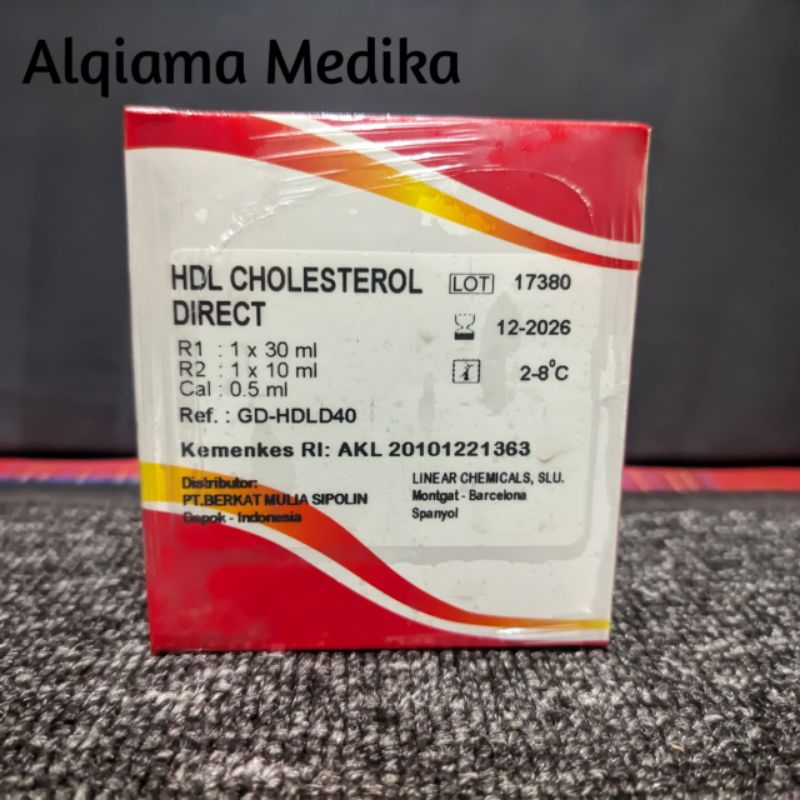 Alqiama Medika
HDL CHOLESTEROL
DIRECT
LOT 17380
12-2026
2-8°C
R1 : 1 x 30 ml
R2 : 1 x 10 ml
Cal : 0.5 ml
Ref. : GD-HDLD40
Kemenkes RI: AKL 20101221363
Distributor:
PT.BERKAT MULIA SIPOLIN
Depok - Indonesia
LINEAR CHEMICALS, SLU.
Montgat - Barcelona
Spanyol